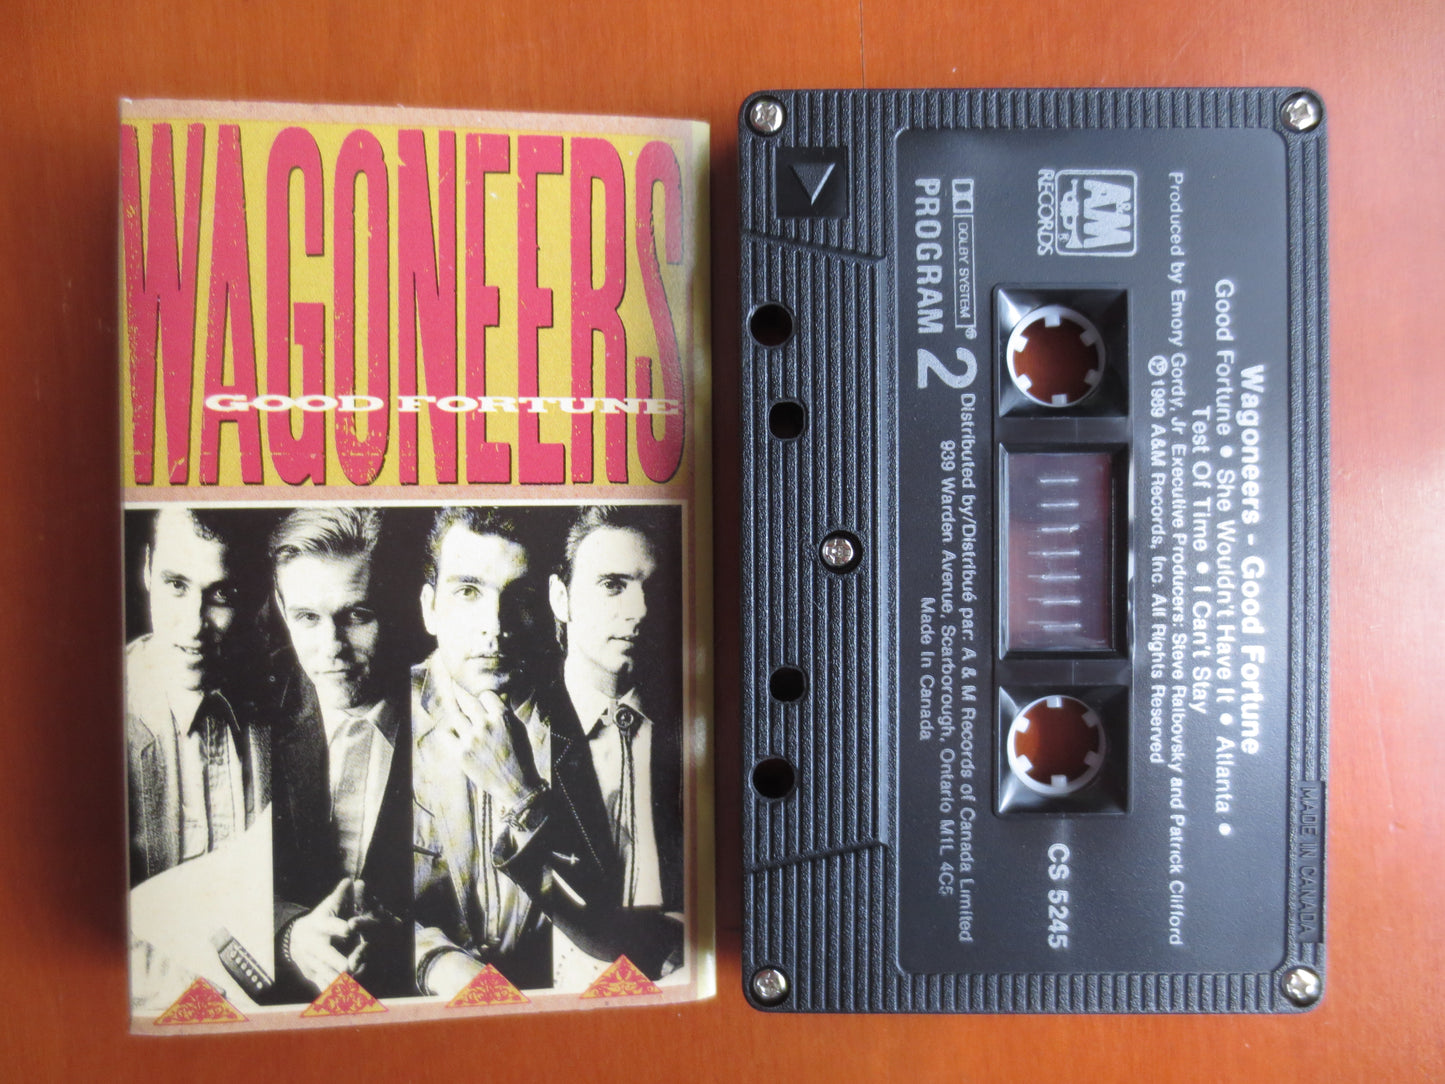 WAGONEERS
GOOD FORTUNE
Wagoneers - Good Fortune
Good Fortune • She Wouldn't Have It • Atlanta •
Test Of Time • I Can't Stay
Produced by Emory Gordy, Jr. Executive Producers: Steve Ralbovsky and Patrick Clifford
℗1989 A&M Records, Inc. All Rights Reserved
A&M
RECORDS
CS 5245
DOLBY SYSTEM®
PROGRAM 2
Distributed by/Distribué par: A & M Records of Canada Limited
939 Warden Avenue, Scarborough, Ontario M1L 4C5
Made In Canada
MADE IN CANADA